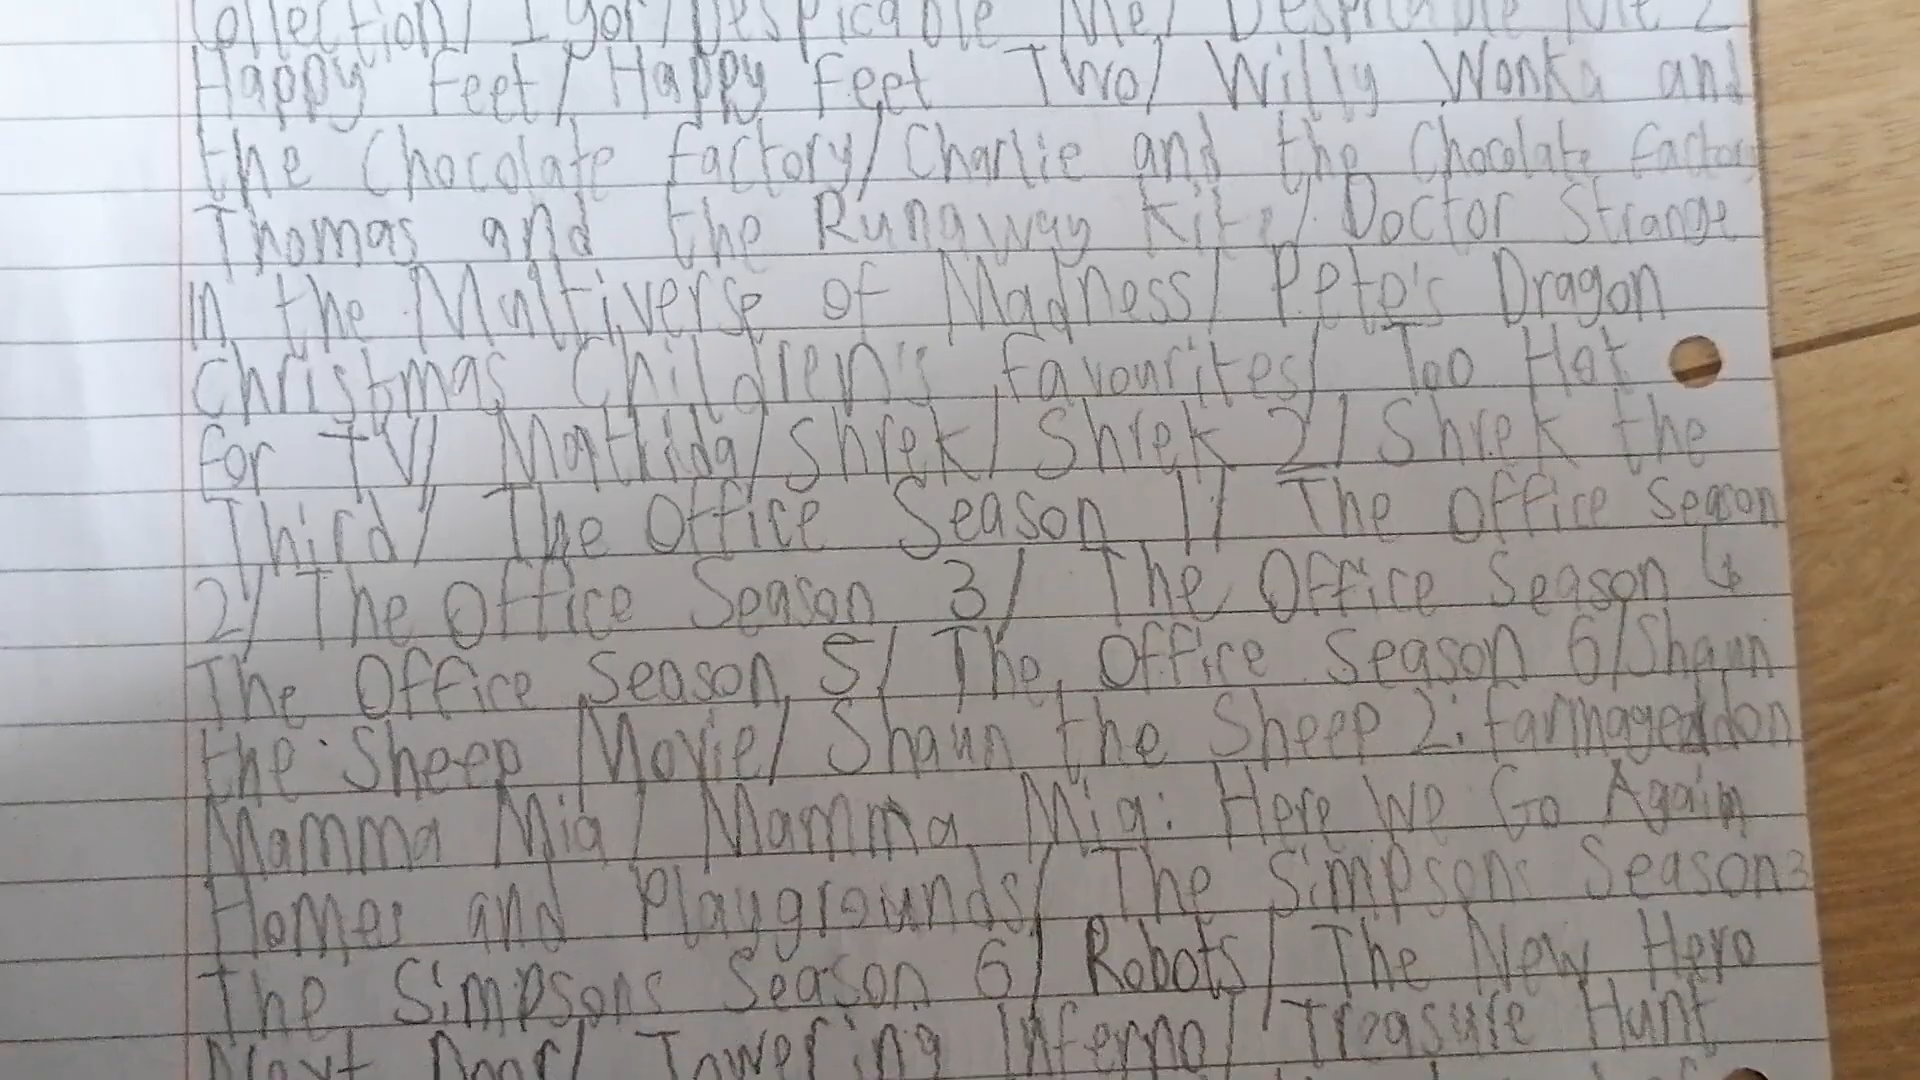 Collection/ Igor/ Despicable Me/ Despicable Me 2
Happy Feet/ Happy Feet Two/ Willy Wonka and
the Chocolate factory/ Charlie and the Chocolate factory
Thomas and the Runaway Kite/ Doctor Strange
in the Multiverse of Madness/ Pete's Dragon
Christmas Children's favourites/ Too Hot
for TV/ Matilda/ Shrek/ Shrek 2/ Shrek the
Third/ The Office Season 1/ The Office Season
2/ The Office Season 3/ The Office Season 4
The Office Season 5/ The Office Season 6/ Shaun
the Sheep Movie/ Shaun the Sheep 2: farmageddon
Mamma Mia/ Mamma Mia: Here We Go Again
Homes and Playgrounds/ The Simpsons Season 3
The Simpsons Season 6/ Robots/ The New Hero
Next Door/ Towering Inferno/ Treasure Hunt